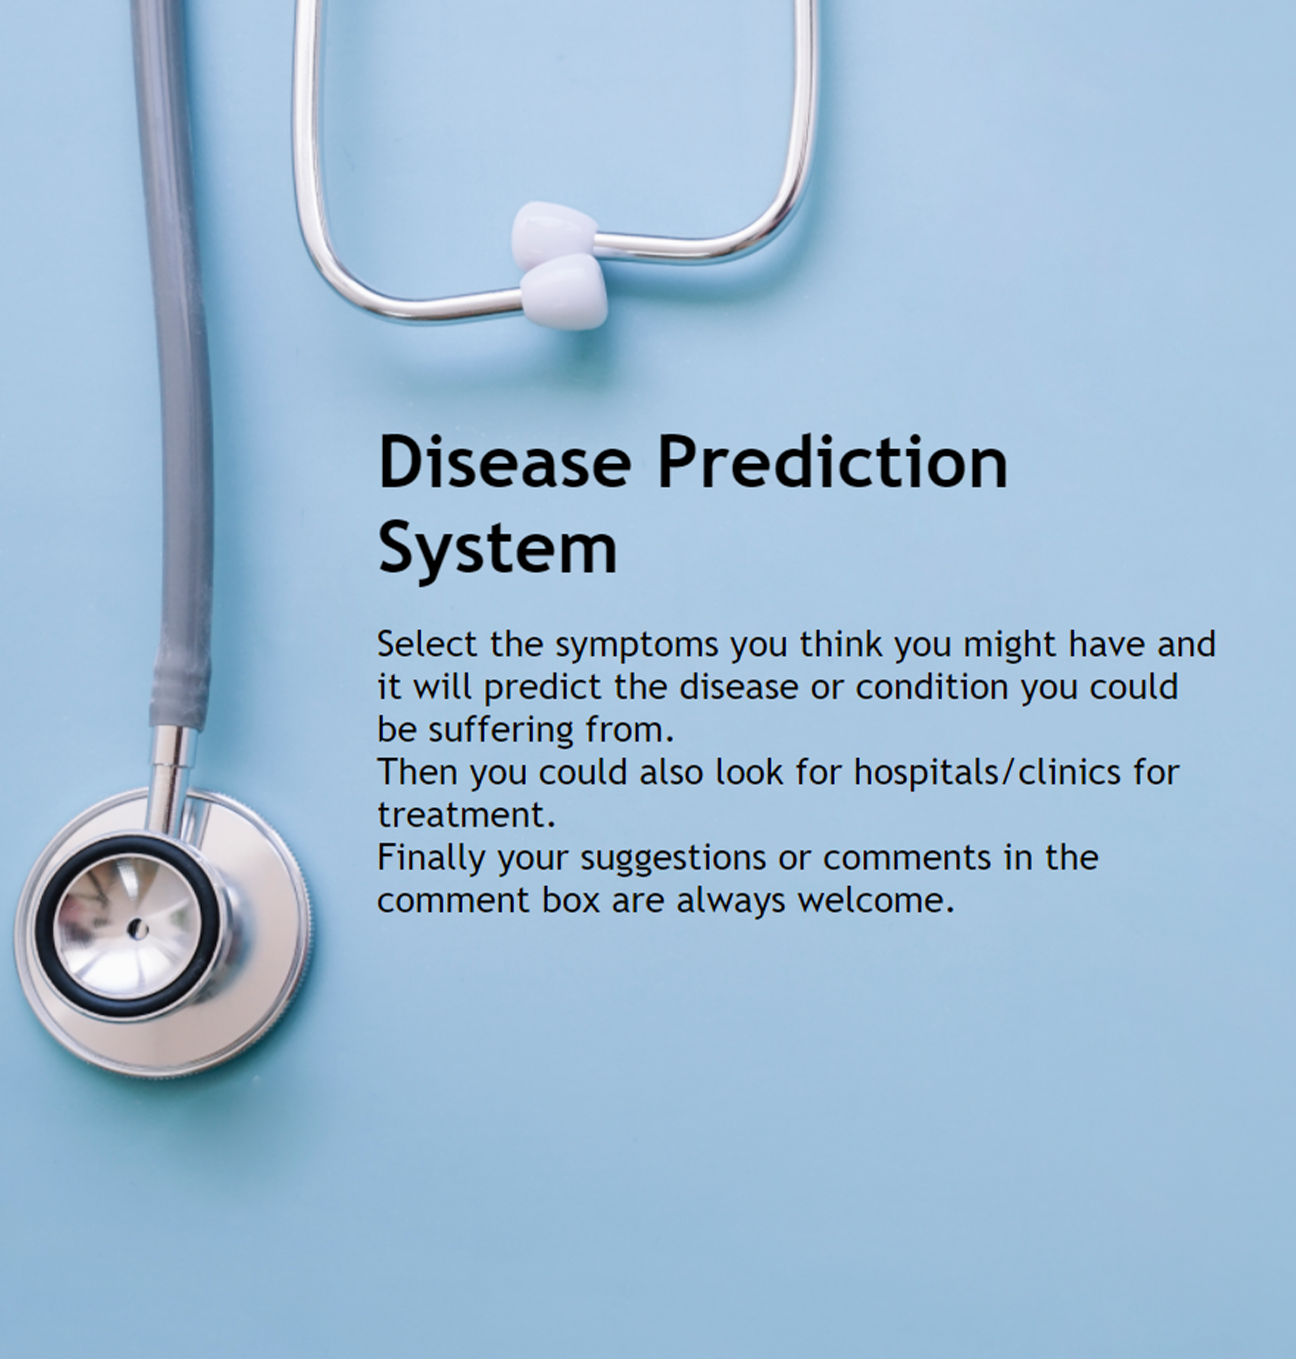 Disease Prediction
System
Select the symptoms you think you might have and
it will predict the disease or condition you could
be suffering from.
Then you could also look for hospitals/clinics for
treatment.
Finally your suggestions or comments in the
comment box are always welcome.